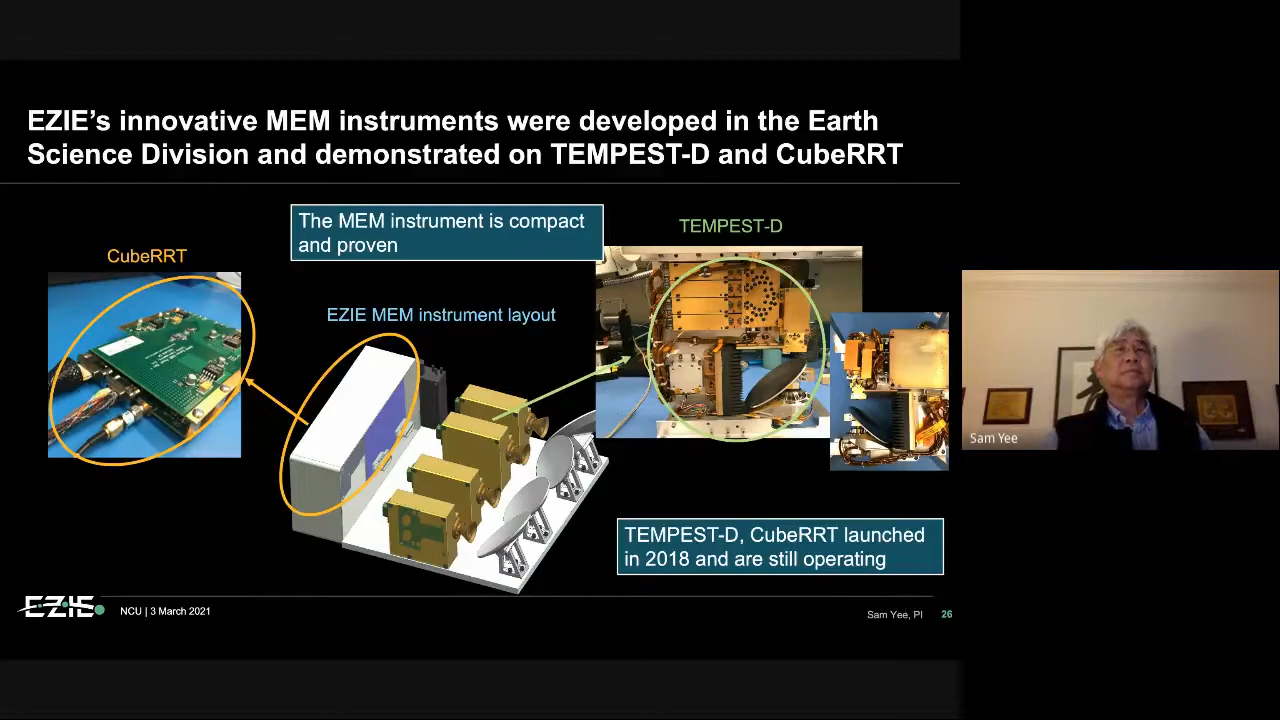 EZIE’s innovative MEM instruments were developed in the Earth
Science Division and demonstrated on TEMPEST-D and CubeRRT
The MEM instrument is compact
and proven
TEMPEST-D
CubeRRT
EZIE MEM instrument layout
Sam Yee
TEMPEST-D, CubeRRT launched
in 2018 and are still operating
EZIE
NCU | 3 March 2021
Sam Yee, PI 26